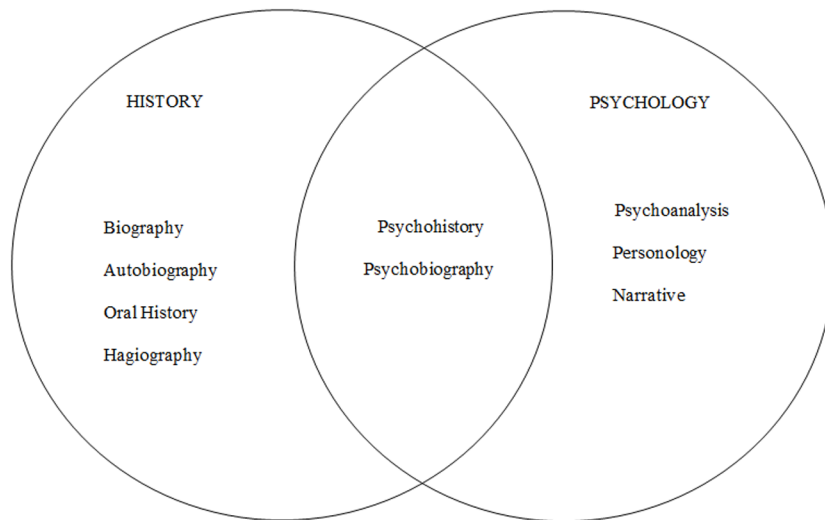 HISTORY
Biography
Autobiography
Oral History
Hagiography
Psychohistory
Psychobiography
PSYCHOLOGY
Psychoanalysis
Personology
Narrative